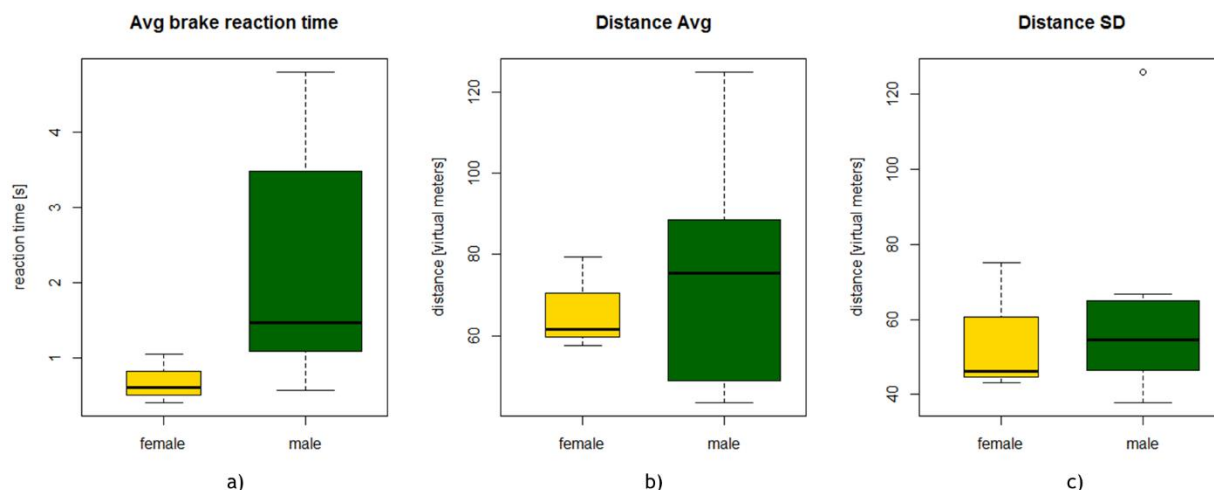 Avg brake reaction time
reaction time [s]
4
3
2
1
female male
a)
Distance Avg
distance [virtual meters]
120
100
80
60
female male
b)
Distance SD
distance [virtual meters]
120
100
80
60
40
female male
c)